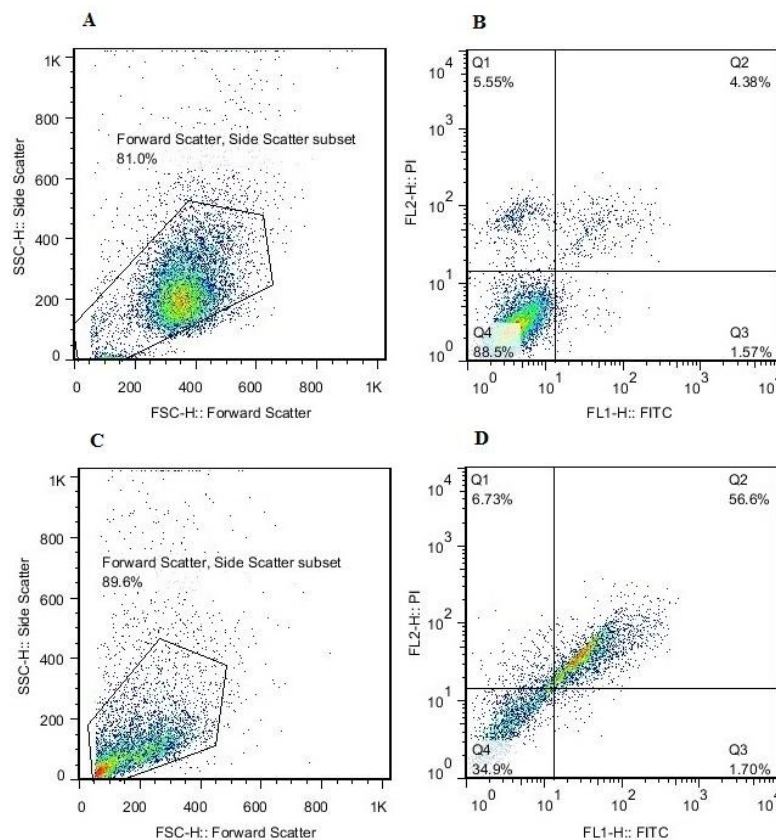 A
1K
800
600
400
200
0
SSC-H:: Side Scatter
Forward Scatter, Side Scatter subset
81.0%
0 200 400 600 800 1K
FSC-H:: Forward Scatter
B
10^4
10^3
10^2
10^1
10^0
FL2-H:: PI
Q1
5.55%
Q2
4.38%
Q4
88.5%
Q3
1.57%
10^0 10^1 10^2 10^3 10^4
FL1-H:: FITC
C
1K
800
600
400
200
0
SSC-H:: Side Scatter
Forward Scatter, Side Scatter subset
89.6%
0 200 400 600 800 1K
FSC-H:: Forward Scatter
D
10^4
10^3
10^2
10^1
10^0
FL2-H:: PI
Q1
6.73%
Q2
56.6%
Q4
34.9%
Q3
1.70%
10^0 10^1 10^2 10^3 10^4
FL1-H:: FITC